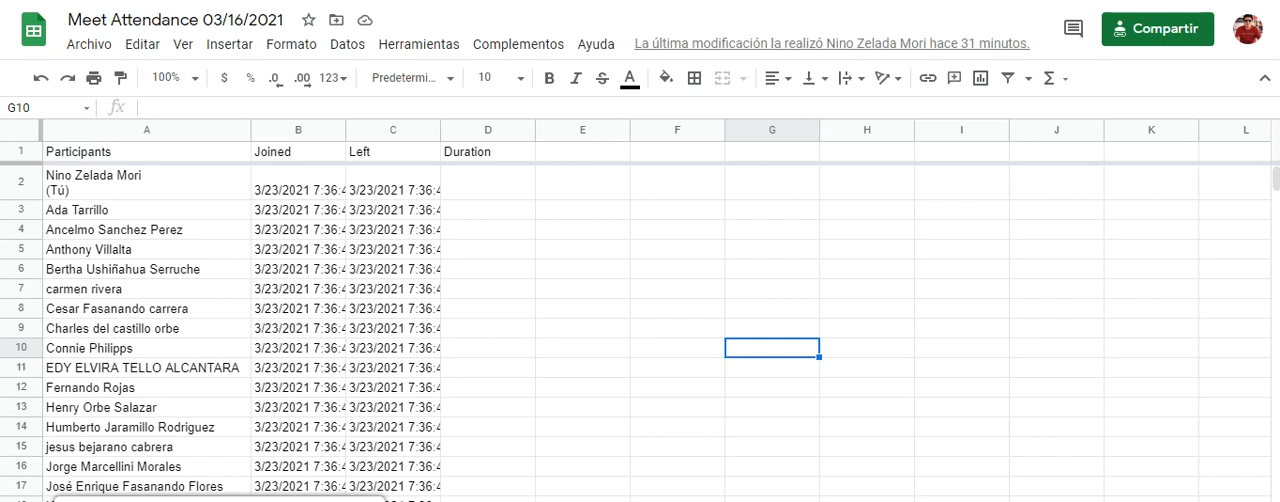 Meet Attendance 03/16/2021
Archivo Editar Ver Insertar Formato Datos Herramientas Complementos Ayuda La última modificación la realizó Nino Zelada Mori hace 31 minutos.
Compartir
100% $ % .0 .00 123 Predetermi... 10 B I S A Σ
G10 fx
A B C D E F G H I J K L
1 Participants Joined Left Duration
2 Nino Zelada Mori
(Tú) 3/23/2021 7:36:4 3/23/2021 7:36:4
3 Ada Tarrillo 3/23/2021 7:36:4 3/23/2021 7:36:4
4 Ancelmo Sanchez Perez 3/23/2021 7:36:4 3/23/2021 7:36:4
5 Anthony Villalta 3/23/2021 7:36:4 3/23/2021 7:36:4
6 Bertha Ushiñahua Serruche 3/23/2021 7:36:4 3/23/2021 7:36:4
7 carmen rivera 3/23/2021 7:36:4 3/23/2021 7:36:4
8 Cesar Fasanando carrera 3/23/2021 7:36:4 3/23/2021 7:36:4
9 Charles del castillo orbe 3/23/2021 7:36:4 3/23/2021 7:36:4
10 Connie Philipps 3/23/2021 7:36:4 3/23/2021 7:36:4
11 EDY ELVIRA TELLO ALCANTARA 3/23/2021 7:36:4 3/23/2021 7:36:4
12 Fernando Rojas 3/23/2021 7:36:4 3/23/2021 7:36:4
13 Henry Orbe Salazar 3/23/2021 7:36:4 3/23/2021 7:36:4
14 Humberto Jaramillo Rodriguez 3/23/2021 7:36:4 3/23/2021 7:36:4
15 jesus bejarano cabrera 3/23/2021 7:36:4 3/23/2021 7:36:4
16 Jorge Marcellini Morales 3/23/2021 7:36:4 3/23/2021 7:36:4
17 José Enrique Fasanando Flores 3/23/2021 7:36:4 3/23/2021 7:36:4